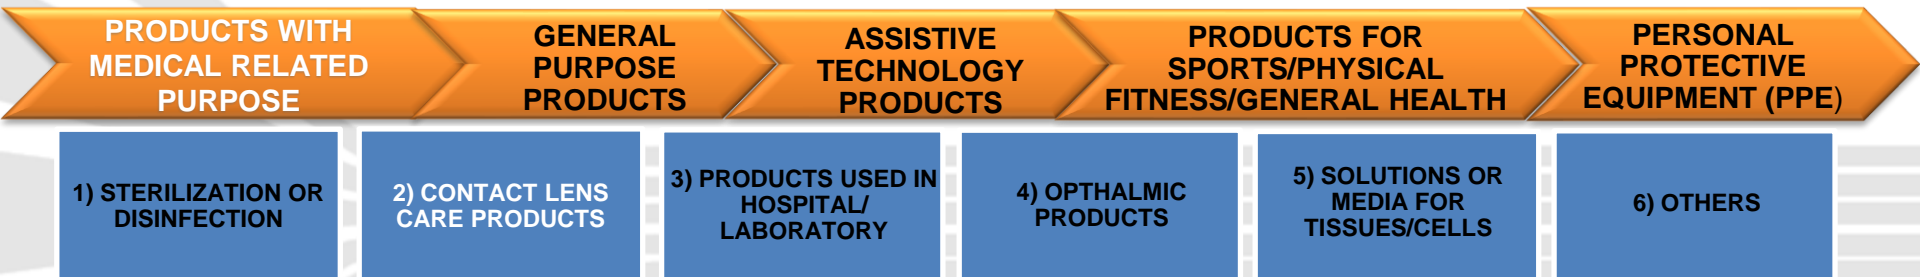 PRODUCTS WITH
MEDICAL RELATED
PURPOSE
GENERAL
PURPOSE
PRODUCTS
ASSISTIVE
TECHNOLOGY
PRODUCTS
PRODUCTS FOR
SPORTS/PHYSICAL
FITNESS/GENERAL HEALTH
PERSONAL
PROTECTIVE
EQUIPMENT (PPE)
1) STERILIZATION OR
DISINFECTION
2) CONTACT LENS
CARE PRODUCTS
3) PRODUCTS USED IN
HOSPITAL/
LABORATORY
4) OPTHALMIC
PRODUCTS
5) SOLUTIONS OR
MEDIA FOR
TISSUES/CELLS
6) OTHERS